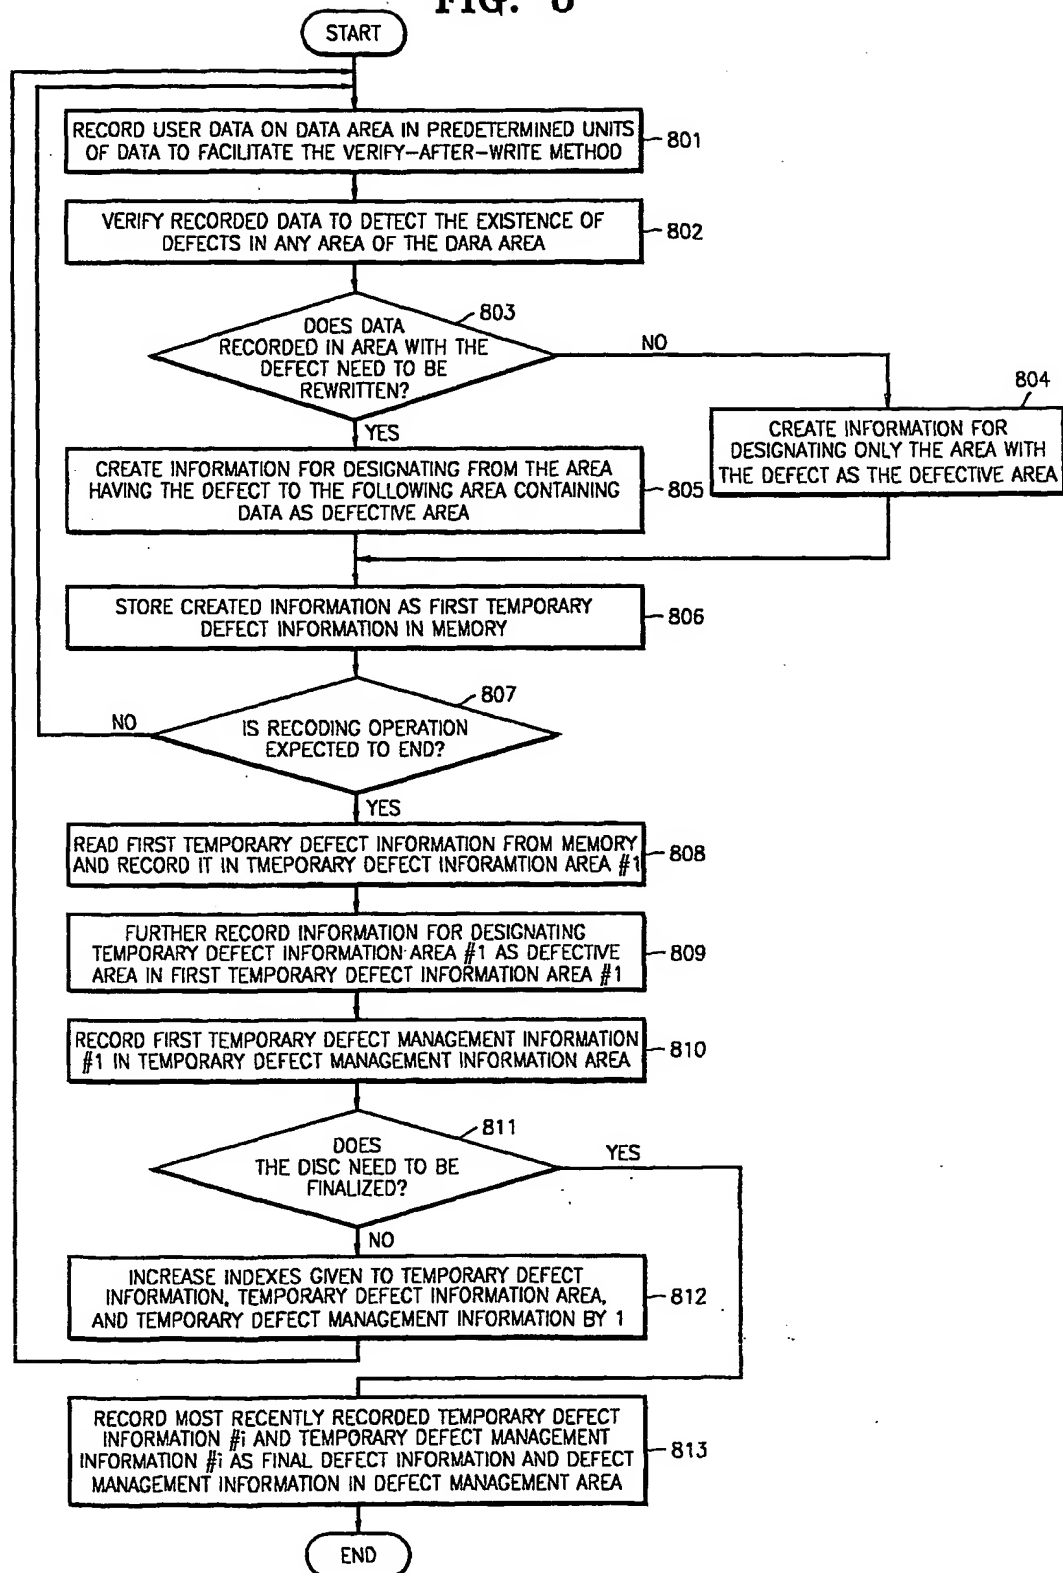 FIG. 8
START
RECORD USER DATA ON DATA AREA IN PREDETERMINED UNITS
OF DATA TO FACILITATE THE VERIFY-AFTER-WRITE METHOD
801
VERIFY RECORDED DATA TO DETECT THE EXISTENCE OF
DEFECTS IN ANY AREA OF THE DARA AREA
802
803
DOES DATA
RECORDED IN AREA WITH THE
DEFECT NEED TO BE
REWRITTEN?
NO
YES
804
CREATE INFORMATION FOR
DESIGNATING ONLY THE AREA WITH
THE DEFECT AS THE DEFECTIVE AREA
CREATE INFORMATION FOR DESIGNATING FROM THE AREA
HAVING THE DEFECT TO THE FOLLOWING AREA CONTAINING
DATA AS DEFECTIVE AREA
805
STORE CREATED INFORMATION AS FIRST TEMPORARY
DEFECT INFORMATION IN MEMORY
806
807
IS RECODING OPERATION
EXPECTED TO END?
NO
YES
READ FIRST TEMPORARY DEFECT INFORMATION FROM MEMORY
AND RECORD IT IN TMEPORARY DEFECT INFORAMTION AREA #1
808
FURTHER RECORD INFORMATION FOR DESIGNATING
TEMPORARY DEFECT INFORMATION AREA #1 AS DEFECTIVE
AREA IN FIRST TEMPORARY DEFECT INFORMATION AREA #1
809
RECORD FIRST TEMPORARY DEFECT MANAGEMENT INFORMATION
#1 IN TEMPORARY DEFECT MANAGEMENT INFORMATION AREA
810
811
DOES
THE DISC NEED TO BE
FINALIZED?
YES
NO
INCREASE INDEXES GIVEN TO TEMPORARY DEFECT
INFORMATION, TEMPORARY DEFECT INFORMATION AREA,
AND TEMPORARY DEFECT MANAGEMENT INFORMATION BY 1
812
RECORD MOST RECENTLY RECORDED TEMPORARY DEFECT
INFORMATION #i AND TEMPORARY DEFECT MANAGEMENT
INFORMATION #i AS FINAL DEFECT INFORMATION AND DEFECT
MANAGEMENT INFORMATION IN DEFECT MANAGEMENT AREA
813
END